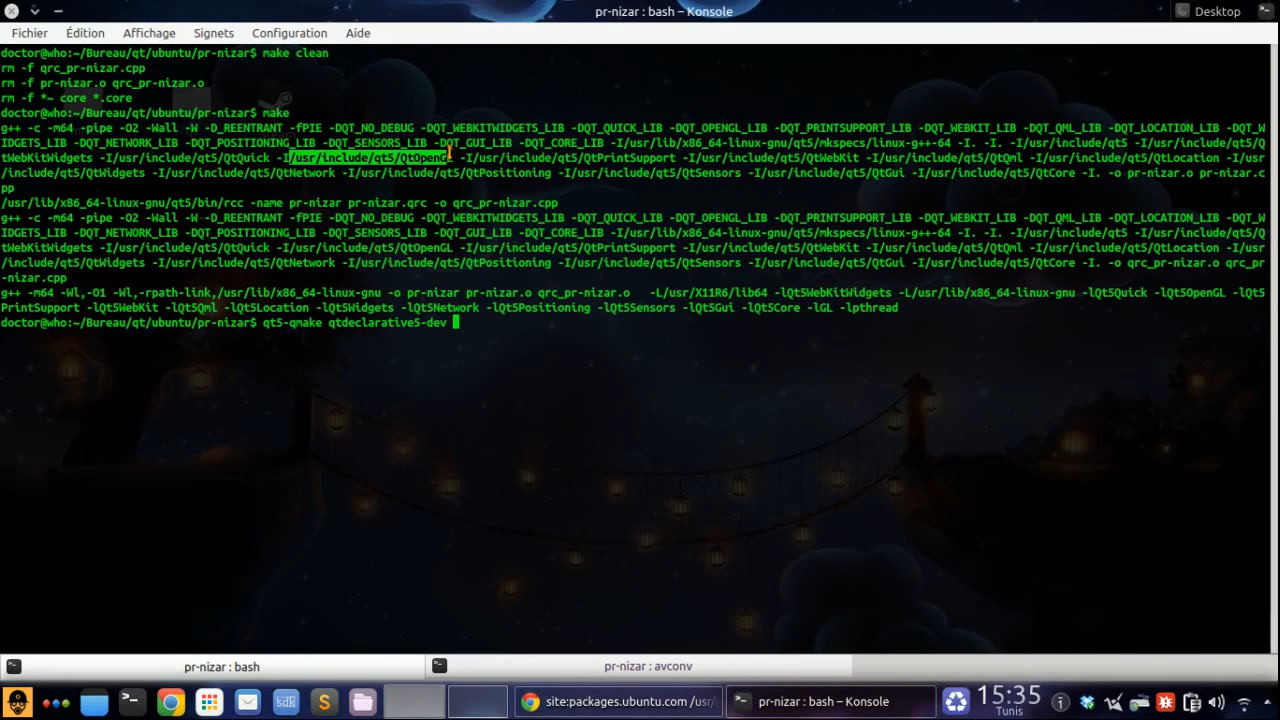 pr-nizar : bash – Konsole
Desktop
Fichier Édition Affichage Signets Configuration Aide
doctor@who:~/Bureau/qt/ubuntu/pr-nizar$ make clean
rm -f qrc_pr-nizar.cpp
rm -f pr-nizar.o qrc_pr-nizar.o
rm -f *~ core *.core
doctor@who:~/Bureau/qt/ubuntu/pr-nizar$ make
g++ -c -m64 -pipe -O2 -Wall -W -D_REENTRANT -fPIE -DQT_NO_DEBUG -DQT_WEBKITWIDGETS_LIB -DQT_QUICK_LIB -DQT_OPENGL_LIB -DQT_PRINTSUPPORT_LIB -DQT_WEBKIT_LIB -DQT_QML_LIB -DQT_LOCATION_LIB -DQT_W
IDGETS_LIB -DQT_NETWORK_LIB -DQT_POSITIONING_LIB -DQT_SENSORS_LIB -DQT_GUI_LIB -DQT_CORE_LIB -I/usr/lib/x86_64-linux-gnu/qt5/mkspecs/linux-g++-64 -I. -I. -I/usr/include/qt5 -I/usr/include/qt5/Q
tWebKitWidgets -I/usr/include/qt5/QtQuick -I/usr/include/qt5/QtOpenGL -I/usr/include/qt5/QtPrintSupport -I/usr/include/qt5/QtWebKit -I/usr/include/qt5/QtQml -I/usr/include/qt5/QtLocation -I/usr
/include/qt5/QtWidgets -I/usr/include/qt5/QtNetwork -I/usr/include/qt5/QtPositioning -I/usr/include/qt5/QtSensors -I/usr/include/qt5/QtGui -I/usr/include/qt5/QtCore -I. -o pr-nizar.o pr-nizar.c
pp
/usr/lib/x86_64-linux-gnu/qt5/bin/rcc -name pr-nizar pr-nizar.qrc -o qrc_pr-nizar.cpp
g++ -c -m64 -pipe -O2 -Wall -W -D_REENTRANT -fPIE -DQT_NO_DEBUG -DQT_WEBKITWIDGETS_LIB -DQT_QUICK_LIB -DQT_OPENGL_LIB -DQT_PRINTSUPPORT_LIB -DQT_WEBKIT_LIB -DQT_QML_LIB -DQT_LOCATION_LIB -DQT_W
IDGETS_LIB -DQT_NETWORK_LIB -DQT_POSITIONING_LIB -DQT_SENSORS_LIB -DQT_GUI_LIB -DQT_CORE_LIB -I/usr/lib/x86_64-linux-gnu/qt5/mkspecs/linux-g++-64 -I. -I. -I/usr/include/qt5 -I/usr/include/qt5/Q
tWebKitWidgets -I/usr/include/qt5/QtQuick -I/usr/include/qt5/QtOpenGL -I/usr/include/qt5/QtPrintSupport -I/usr/include/qt5/QtWebKit -I/usr/include/qt5/QtQml -I/usr/include/qt5/QtLocation -I/usr
/include/qt5/QtWidgets -I/usr/include/qt5/QtNetwork -I/usr/include/qt5/QtPositioning -I/usr/include/qt5/QtSensors -I/usr/include/qt5/QtGui -I/usr/include/qt5/QtCore -I. -o qrc_pr-nizar.o qrc_pr
-nizar.cpp
g++ -m64 -Wl,-O1 -Wl,-rpath-link,/usr/lib/x86_64-linux-gnu -o pr-nizar pr-nizar.o qrc_pr-nizar.o -L/usr/X11R6/lib64 -lQt5WebKitWidgets -L/usr/lib/x86_64-linux-gnu -lQt5Quick -lQt5OpenGL -lQt5
PrintSupport -lQt5WebKit -lQt5Qml -lQt5Location -lQt5Widgets -lQt5Network -lQt5Positioning -lQt5Sensors -lQt5Gui -lQt5Core -lGL -lpthread
doctor@who:~/Bureau/qt/ubuntu/pr-nizar$ qt5-qmake qtdeclarative5-dev
pr-nizar : bash
pr-nizar : avconv
sdk
S
site:packages.ubuntu.com /usr/
pr-nizar : bash – Konsole
15:35
Tunis